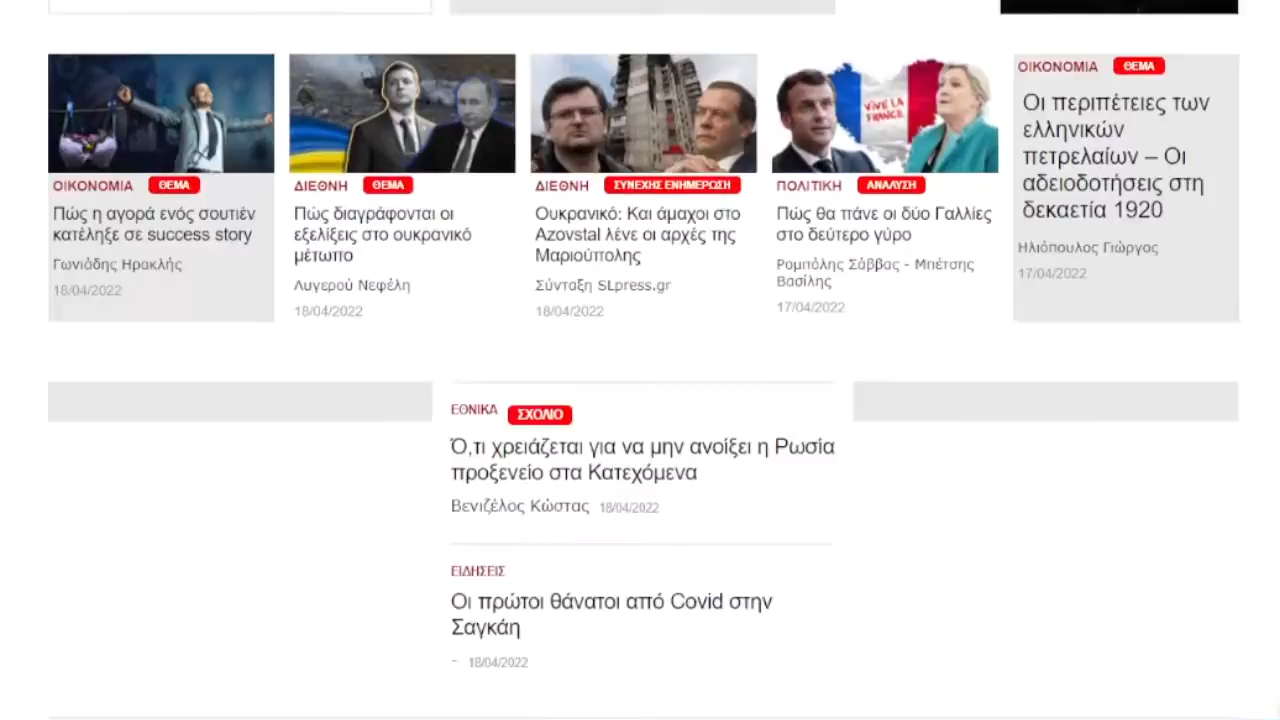 ΟΙΚΟΝΟΜΙΑ ΘΕΜΑ
Πώς η αγορά ενός σουτιέν
κατέληξε σε success story
Γωνιάδης Ηρακλής
18/04/2022
ΔΙΕΘΝΗ ΘΕΜΑ
Πώς διαγράφονται οι
εξελίξεις στο ουκρανικό
μέτωπο
Λυγερού Νεφέλη
18/04/2022
VIVE LA
FRANCE
ΔΙΕΘΝΗ ΣΥΝΕΧΗΣ ΕΝΗΜΕΡΩΣΗ
Ουκρανικό: Και άμαχοι στο
Azovstal λένε οι αρχές της
Μαριούπολης
Σύνταξη SLpress.gr
18/04/2022
ΠΟΛΙΤΙΚΗ ΑΝΑΛΥΣΗ
Πώς θα πάνε οι δύο Γαλλίες
στο δεύτερο γύρο
Ρομπόλης Σάββας - Μπέτσης
Βασίλης
17/04/2022
ΟΙΚΟΝΟΜΙΑ ΘΕΜΑ
Οι περιπέτειες των
ελληνικών
πετρελαίων – Οι
αδειοδοτήσεις στη
δεκαετία 1920
Ηλιόπουλος Γιώργος
17/04/2022
ΕΘΝΙΚΑ ΣΧΟΛΙΟ
Ό,τι χρειάζεται για να μην ανοίξει η Ρωσία
προξενείο στα Κατεχόμενα
Βενιζέλος Κώστας 18/04/2022
ΕΙΔΗΣΕΙΣ
Οι πρώτοι θάνατοι από Covid στην
Σαγκάη
- 18/04/2022